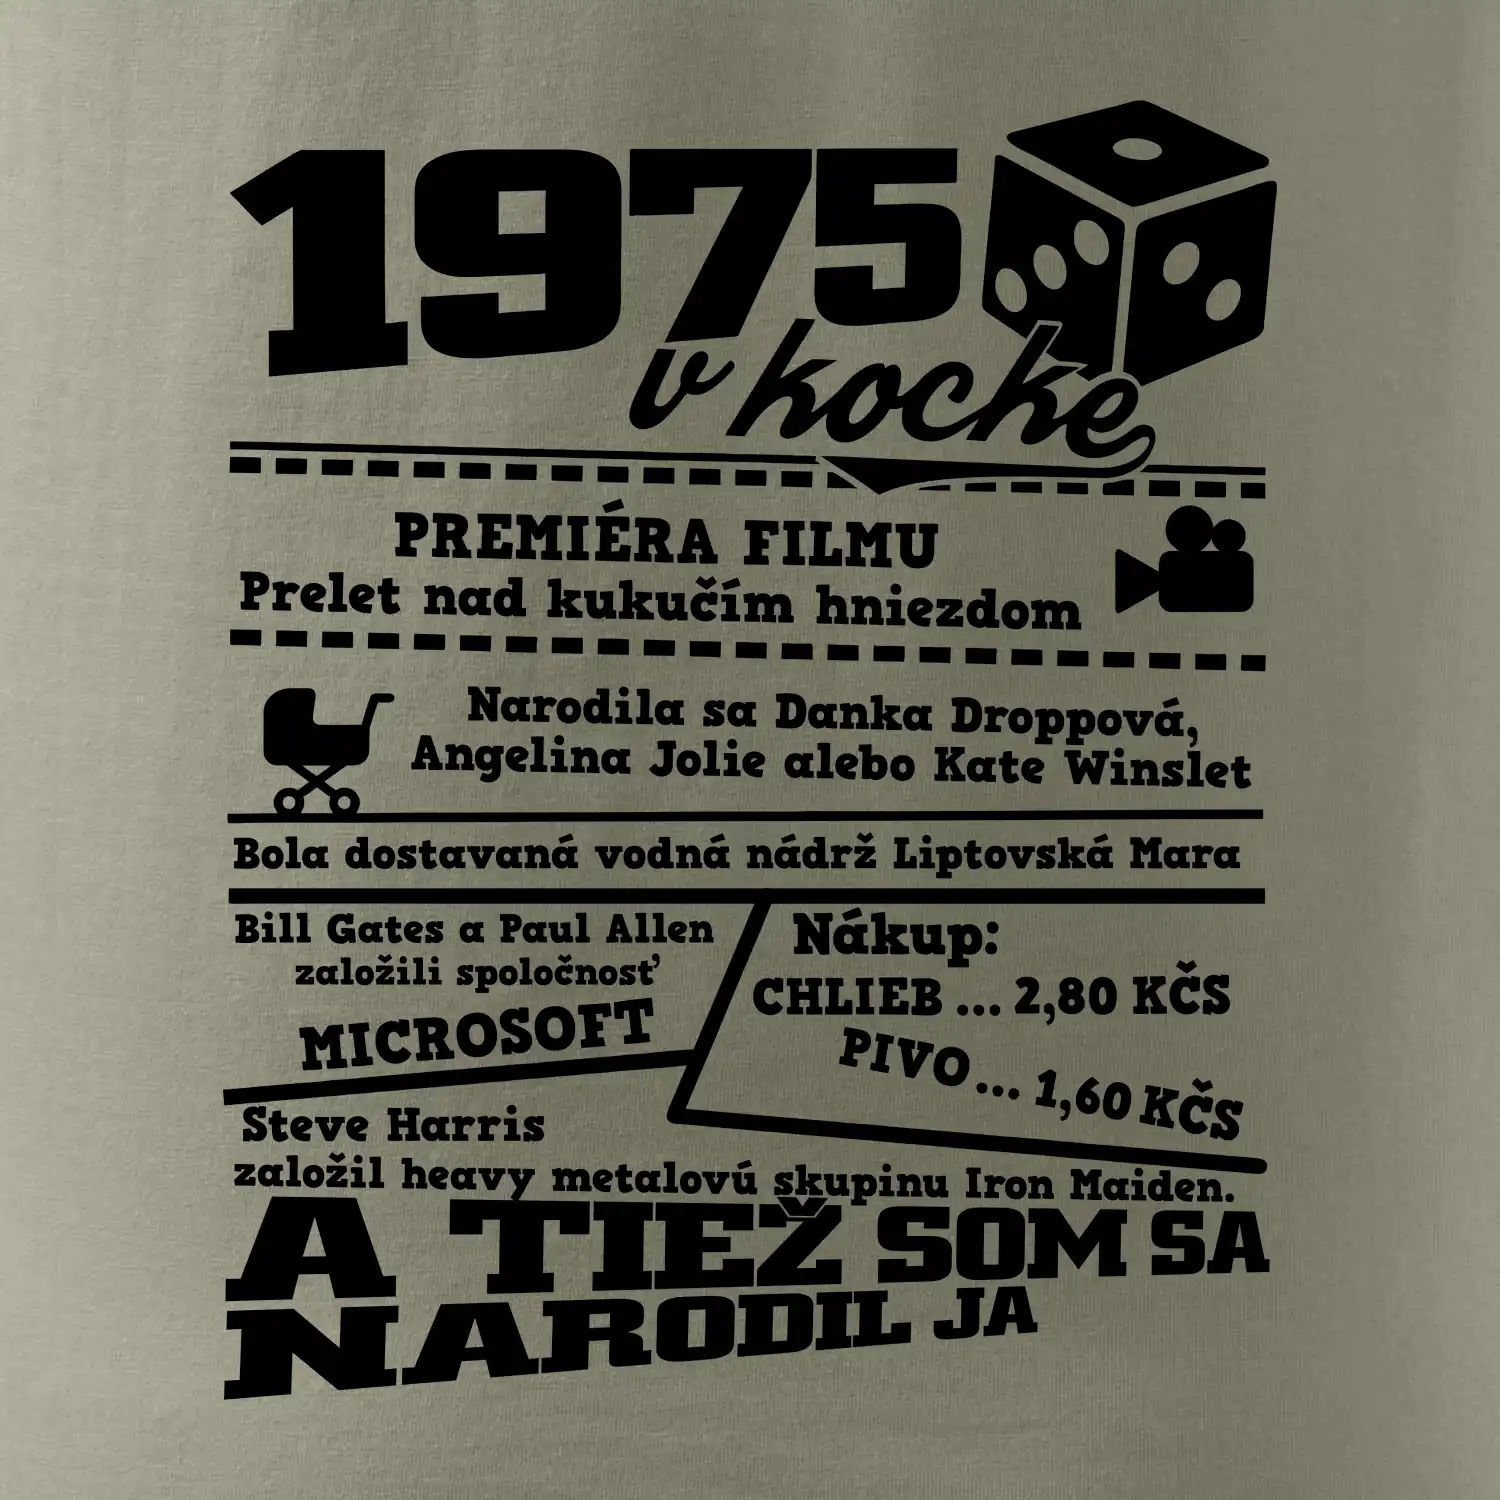 1975
v kocke
PREMIÉRA FILMU
Prelet nad kukučím hniezdom
Narodila sa Danka Droppová,
Angelina Jolie alebo Kate Winslet
Bola dostavaná vodná nádrž Liptovská Mara
Bill Gates a Paul Allen
založili spoločnosť
MICROSOFT
Nákup:
CHLIEB ... 2,80 KČS
PIVO ... 1,60 KČS
Steve Harris
založil heavy metalovú skupinu Iron Maiden.
A TIEŽ SOM SA
NARODIL JA